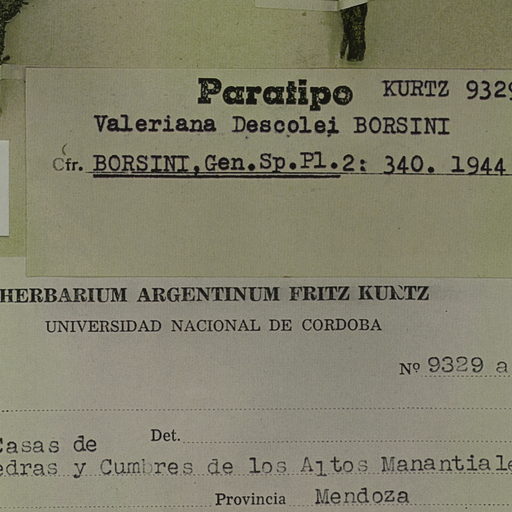 Paratipo KURTZ 9329
Valeriana Descolei BORSINI
Cfr. BORSINI, Gen.Sp.Pl.2: 340. 1944
HERBARIUM ARGENTINUM FRITZ KURTZ
UNIVERSIDAD NACIONAL DE CORDOBA
Nº 9329 a
Casas de Det.
edras y Cumbres de los Altos Manantiale
Provincia Mendoza